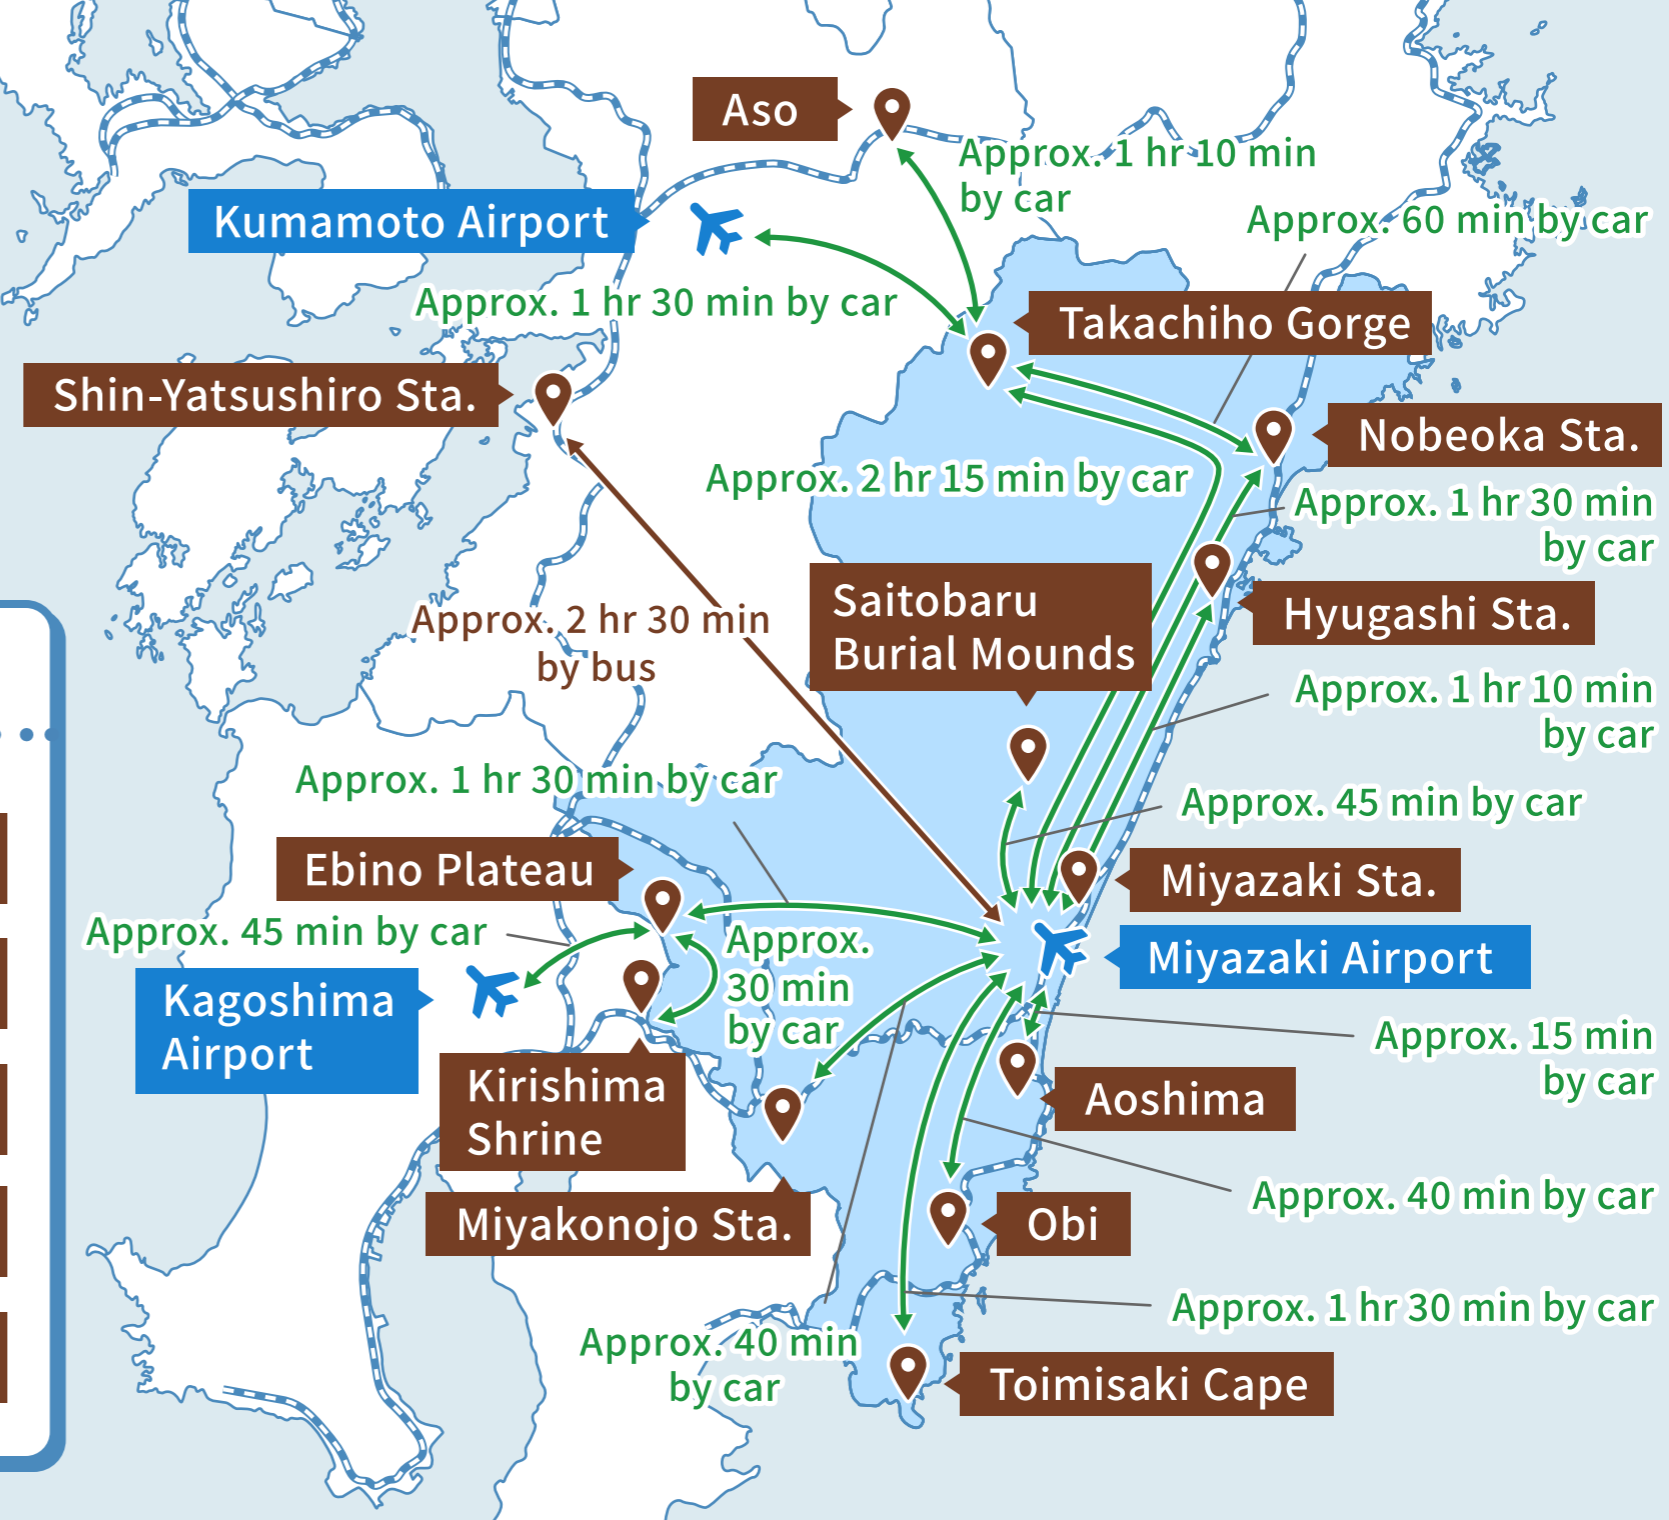 Aso
Approx. 1 hr 10 min
by car
Kumamoto Airport
Approx. 60 min by car
Approx. 1 hr 30 min by car
Takachiho Gorge
Shin-Yatsushiro Sta.
Nobeoka Sta.
Approx. 2 hr 15 min by car
Approx. 1 hr 30 min
by car
Saitobaru
Burial Mounds
Hyugashi Sta.
Approx. 2 hr 30 min
by bus
Approx. 1 hr 10 min
by car
Approx. 1 hr 30 min by car
Approx. 45 min by car
Ebino Plateau
Miyazaki Sta.
Approx. 45 min by car
Approx.
30 min
by car
Miyazaki Airport
Kagoshima
Airport
Approx. 15 min
by car
Kirishima
Shrine
Aoshima
Approx. 40 min by car
Miyakonojo Sta.
Obi
Approx. 1 hr 30 min by car
Approx. 40 min
by car
Toimisaki Cape